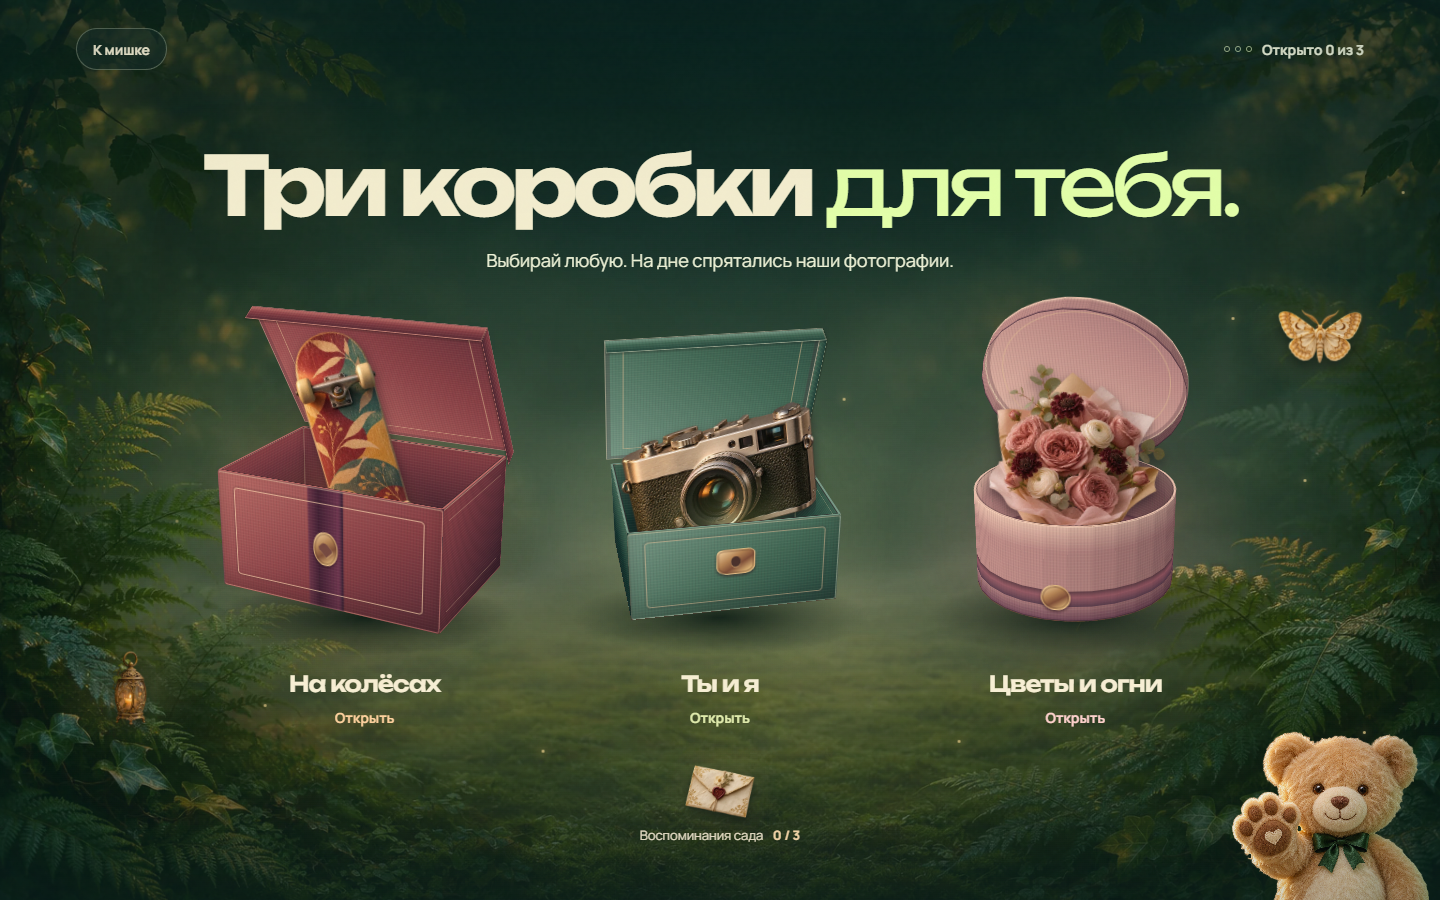 К мишке
Открыто 0 из 3
Три коробки для тебя.
Выбирай любую. На дне спрятались наши фотографии.
На колёсах
Открыть
Ты и я
Открыть
Цветы и огни
Открыть
Воспоминания сада 0 / 3